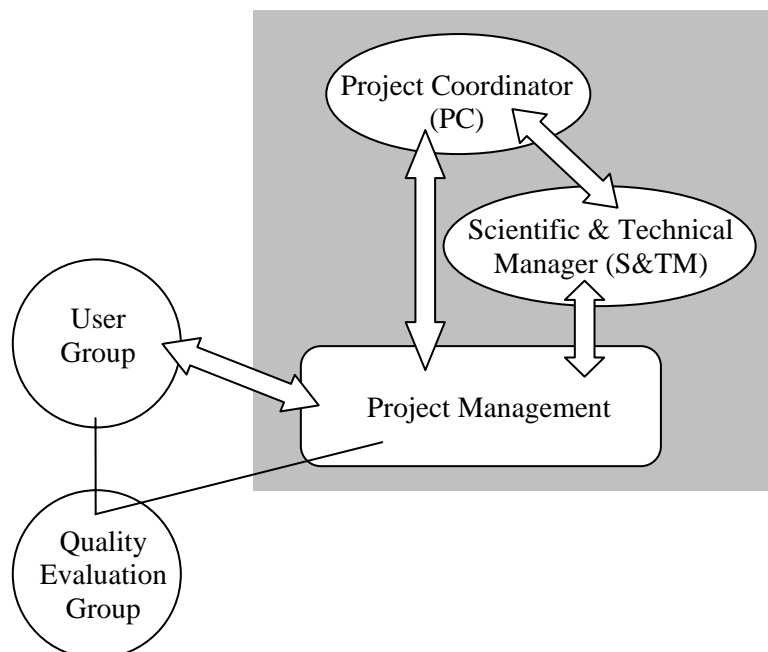 Project Coordinator
(PC)
Scientific & Technical
Manager (S&TM)
User
Group
Project Management
Quality
Evaluation
Group